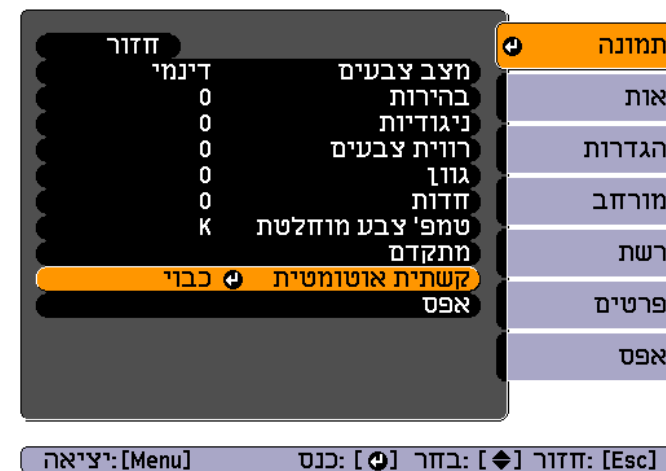 תמונה
אות
הגדרות
מורחב
רשת
פרטים
אפס
חזור
מצב צבעים דינמי
בהירות 0
ניגודיות 0
רווית צבעים 0
גוון 0
חדות 0
טמפ' צבע מוחלטת K
מתקדם
קשתית אוטומטית כבוי
אפס
[Esc] :חזור [ ] :בחר [ ] :כנס [Menu] :יציאה